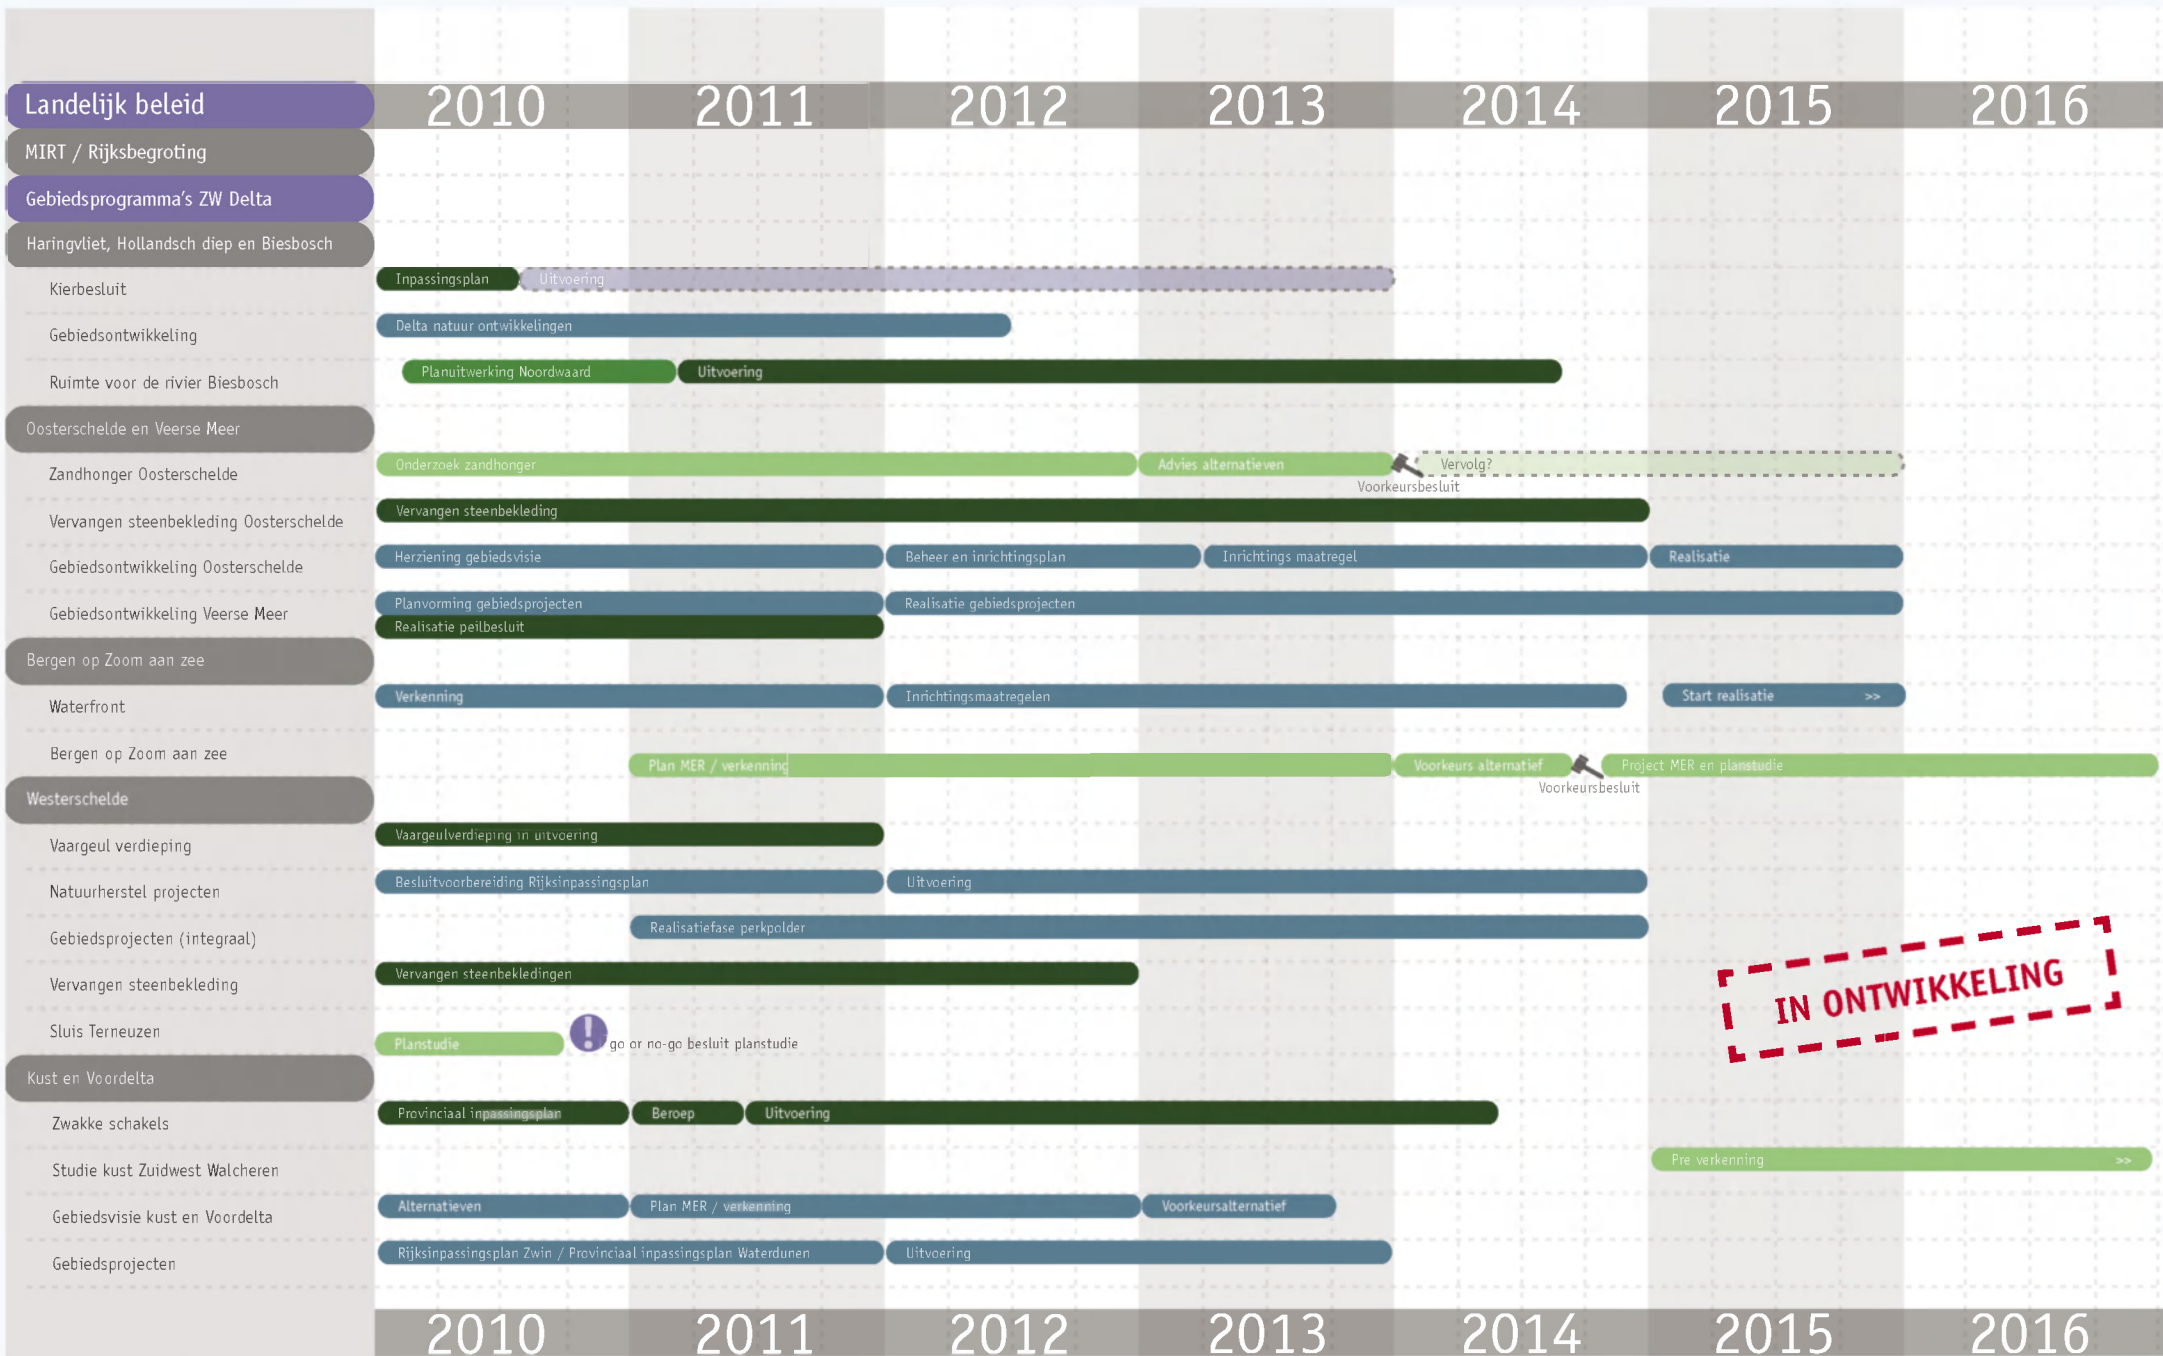 Landelijk beleid 2010 2011 2012 2013 2014 2015 2016
MIRT / Rijksbegroting
Gebiedsprogramma's ZW Delta
Haringvliet, Hollandsch diep en Biesbosch
Kierbesluit Inpassingsplan Uitvoering
Gebiedsontwikkeling Delta natuur ontwikkelingen
Ruimte voor de rivier Biesbosch Planuitwerking Noordwaard Uitvoering
Oosterschelde en Veerse Meer
Zandhonger Oosterschelde Onderzoek zandhonger Advies alternatieven Vervolg?
Voorkeursbesluit
Vervangen steenbekleding Oosterschelde Vervangen steenbekleding
Gebiedsontwikkeling Oosterschelde Herziening gebiedsvisie Beheer en inrichtingsplan Inrichtings maatregel Realisatie
Gebiedsontwikkeling Veerse Meer Planvorming gebiedsprojecten Realisatie gebiedsprojecten
Realisatie peilbesluit
Bergen op Zoom aan zee
Waterfront Verkenning Inrichtingsmaatregelen Start realisatie >>
Bergen op Zoom aan zee Plan MER / verkenning Voorkeurs alternatief Project MER en planstudie
Voorkeursbesluit
Westerschelde
Vaargeul verdieping Vaargeulverdieping in uitvoering
Natuurherstel projecten Besluitvoorbereiding Rijksinpassingsplan Uitvoering
Gebiedsprojecten (integraal) Realisatiefase perkpolder
Vervangen steenbekleding Vervangen steenbekledingen
Sluis Terneuzen Planstudie ! go or no-go besluit planstudie
IN ONTWIKKELING
Kust en Voordelta
Zwakke schakels Provinciaal inpassingsplan Beroep Uitvoering
Studie kust Zuidwest Walcheren Pre verkenning >>
Gebiedsvisie kust en Voordelta Alternatieven Plan MER / verkenning Voorkeursalternatief
Gebiedsprojecten Rijksinpassingsplan Zwin / Provinciaal inpassingsplan Waterdunen Uitvoering
2010 2011 2012 2013 2014 2015 2016